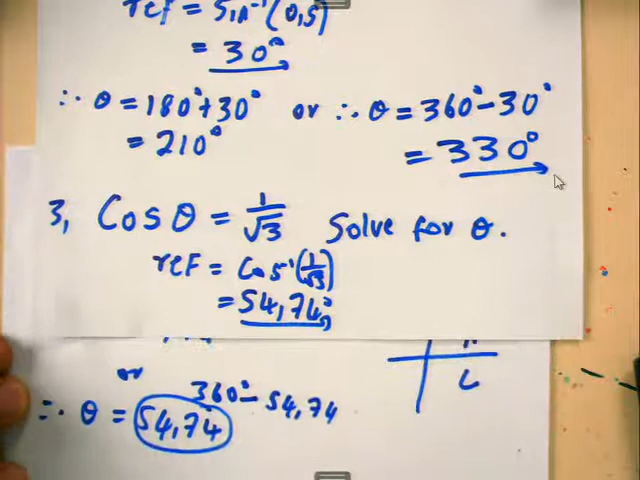 ref = Sin⁻¹(0,5)
= 30°
∴ θ = 180° + 30° or ∴ θ = 360° - 30°
= 210° = 330°
3, Cos θ = 1/√3 Solve for θ.
ref = Cos⁻¹(1/√3)
= 54,74°
or
∴ θ = 54,74 360° - 54,74
C